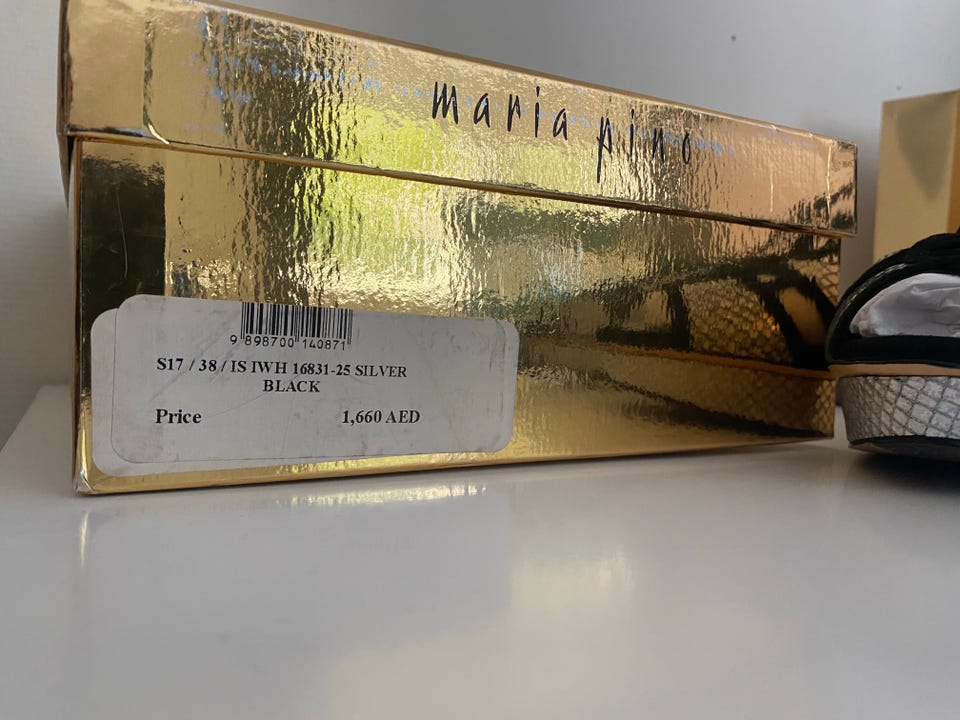 maria pino
9 898700 140871
S17 / 38 / IS IWH 16831-25 SILVER
BLACK
Price 1,660 AED